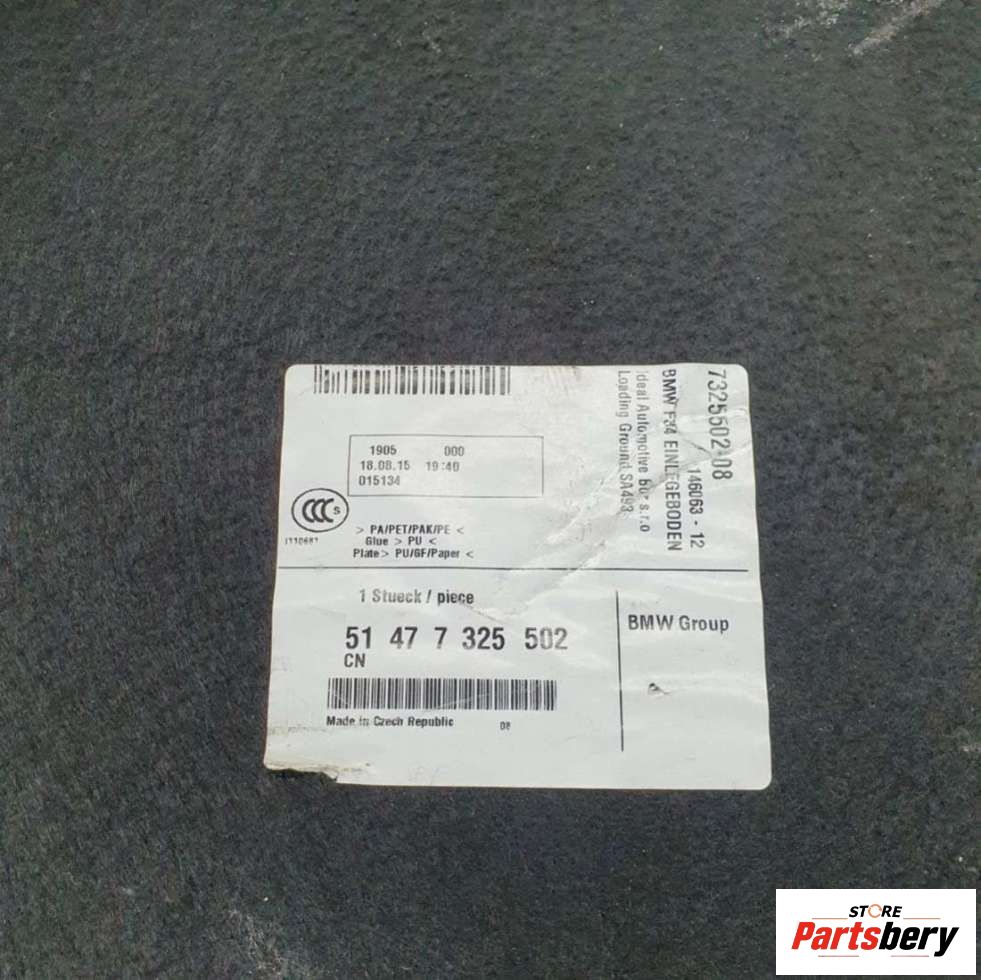 1905 000
18.08.15 19:40
015134
CCC S
> PA/PET/PAK/PE <
Glue > PU <
Plate > PU/GF/Paper <
7325502-08
146063 - 12
BMW F34 EINLEGEBODEN
Ideal Automotive Bor s.r.o
Loading Ground SA493
1 Stueck / piece
51 47 7 325 502
CN
Made in Czech Republic 08
BMW Group
STORE
Partsbery